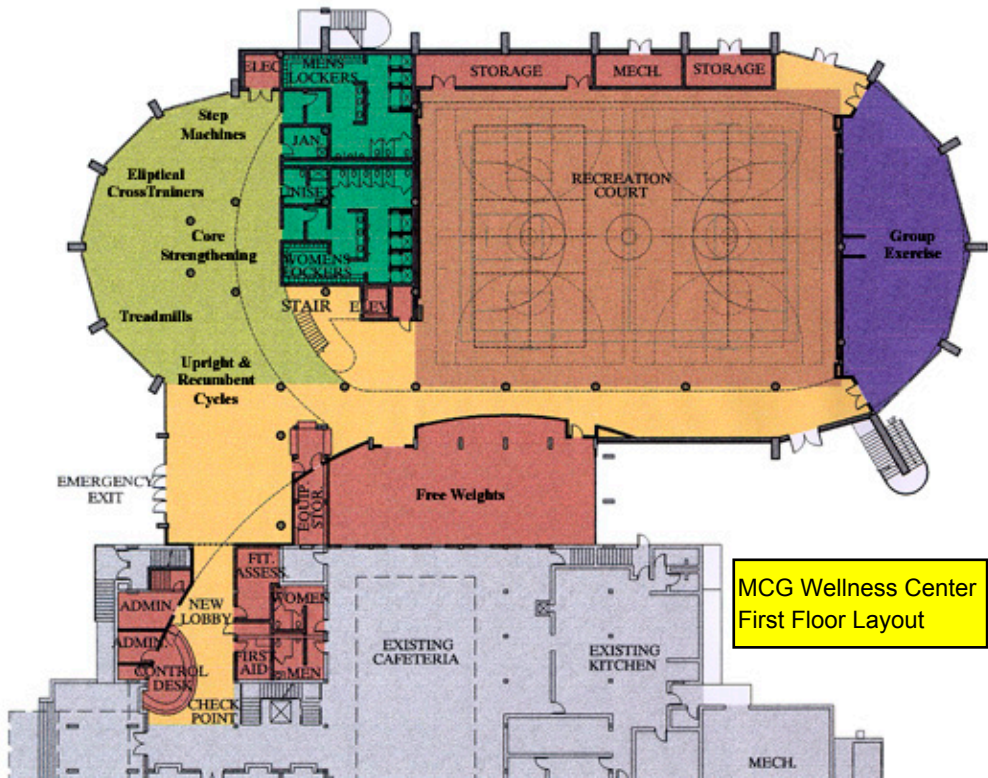 ELEC
MENS
LOCKERS
STORAGE
MECH.
STORAGE
Step
Machines
JAN.
Eliptical
CrossTrainers
UNISEX
RECREATION
COURT
Core
Strengthening
Group
Exercise
WOMENS
LOCKERS
STAIR
ELEV
Treadmills
Upright &
Recumbent
Cycles
EMERGENCY
EXIT
EQUIP.
STOR.
Free Weights
FIT.
ASSESS.
MCG Wellness Center
First Floor Layout
ADMIN.
NEW
LOBBY
WOMEN
ADMIN.
EXISTING
CAFETERIA
EXISTING
KITCHEN
FIRST
AID
MEN
CONTROL
DESK
CHECK
POINT
MECH.